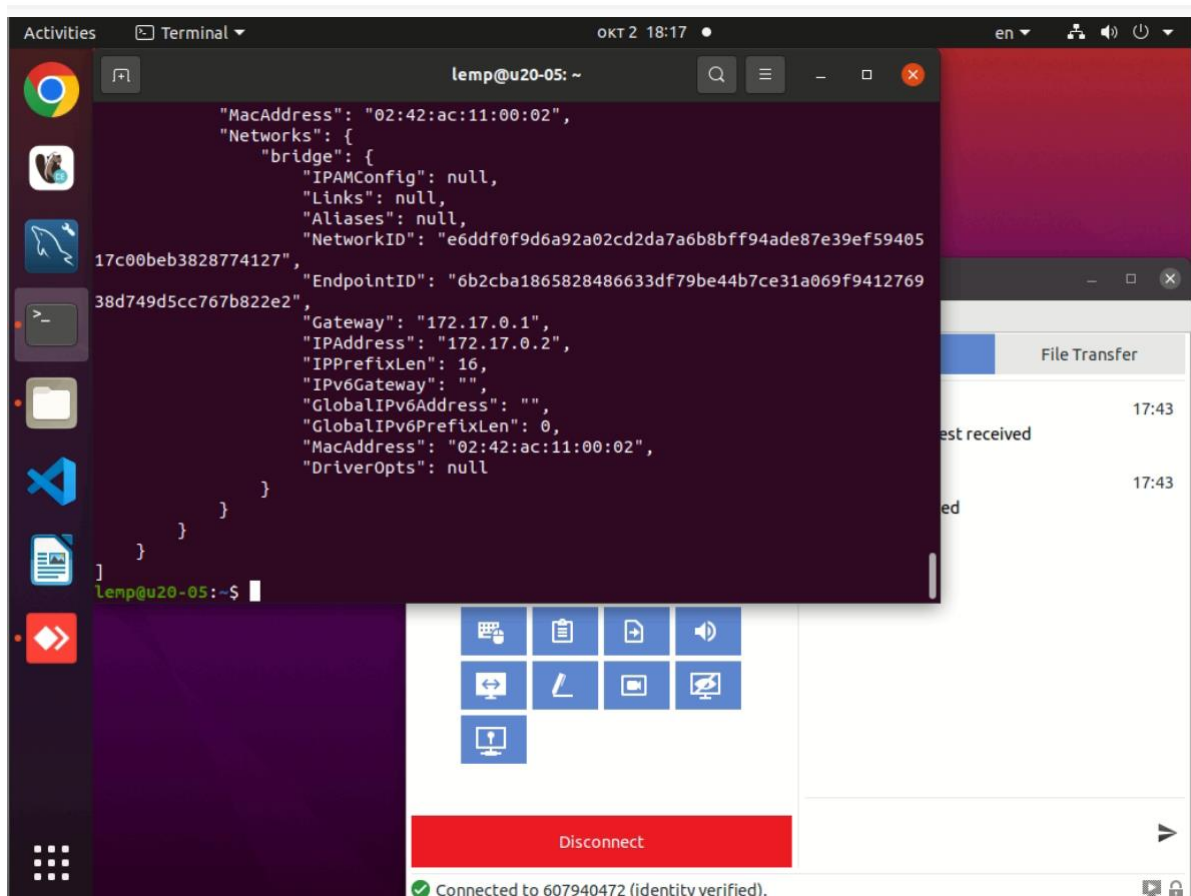 Activities Terminal окт 2 18:17 en
lemp@u20-05: ~
"MacAddress": "02:42:ac:11:00:02",
"Networks": {
"bridge": {
"IPAMConfig": null,
"Links": null,
"Aliases": null,
"NetworkID": "e6ddf0f9d6a92a02cd2da7a6b8bff94ade87e39ef59405
17c00beb3828774127",
"EndpointID": "6b2cba1865828486633df79be44b7ce31a069f9412769
38d749d5cc767b822e2",
"Gateway": "172.17.0.1",
"IPAddress": "172.17.0.2",
"IPPrefixLen": 16,
"IPv6Gateway": "",
"GlobalIPv6Address": "",
"GlobalIPv6PrefixLen": 0,
"MacAddress": "02:42:ac:11:00:02",
"DriverOpts": null
}
}
}
}
]
lemp@u20-05:~$
File Transfer
17:43
est received
17:43
ed
Disconnect
Connected to 607940472 (identity verified).